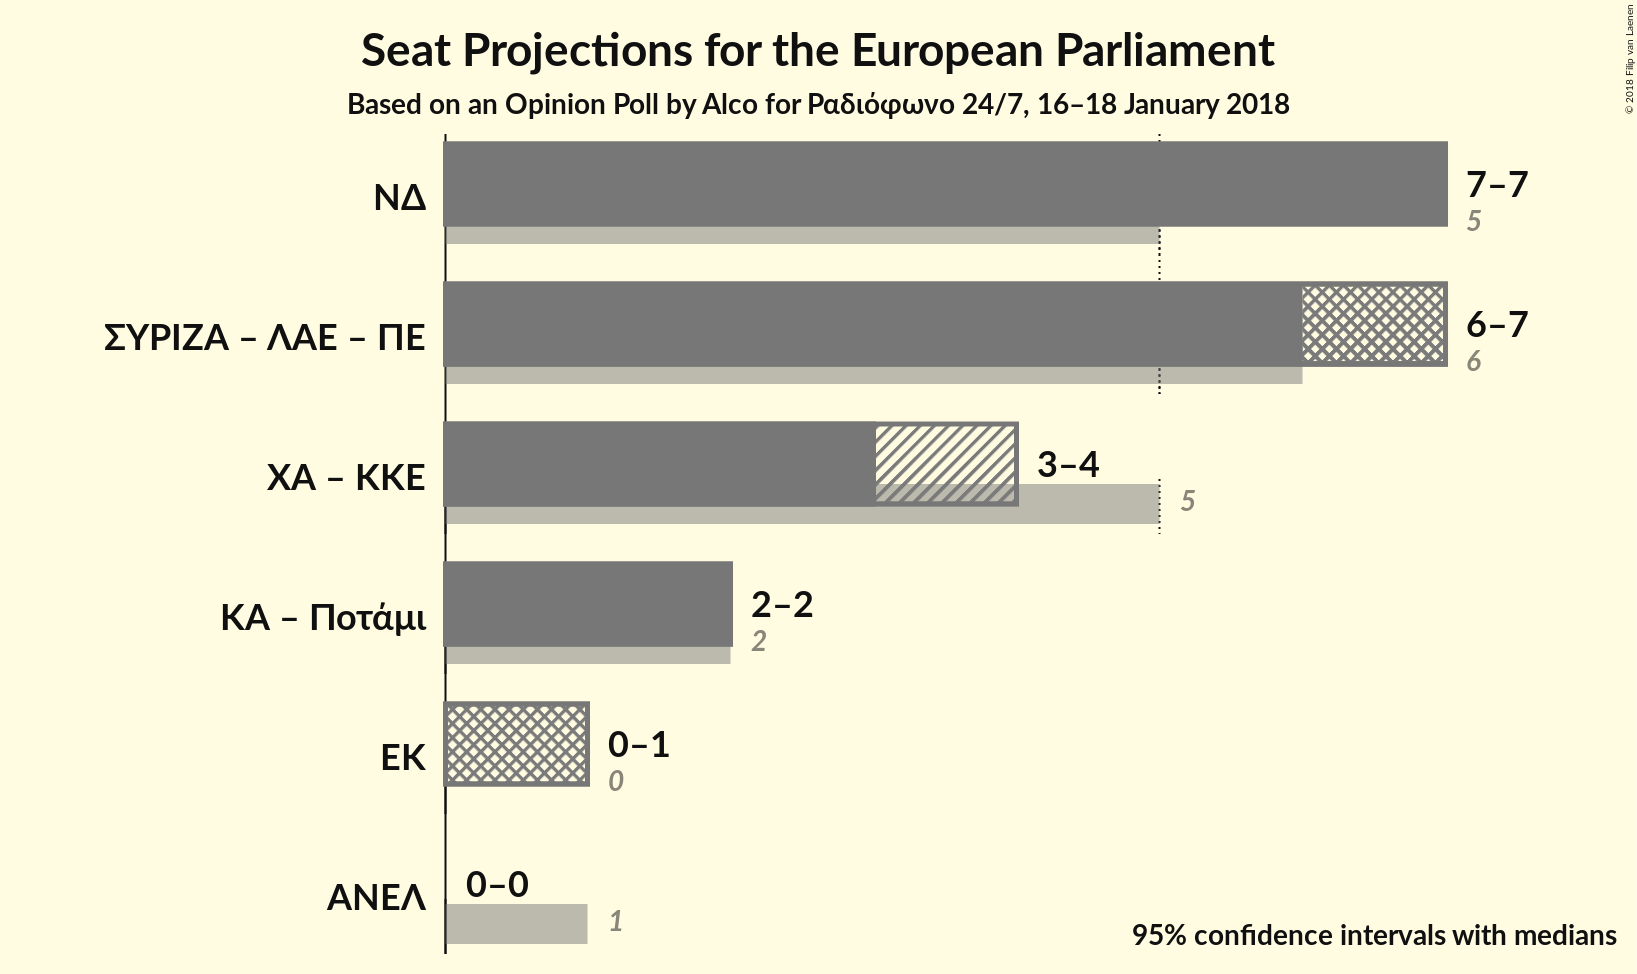 Seat Projections for the European Parliament
Based on an Opinion Poll by Alco for Ραδιόφωνο 24/7, 16–18 January 2018
© 2018 Filip van Laenen
ΝΔ
7–7
5
ΣΥΡΙΖΑ – ΛΑΕ – ΠΕ
6–7
6
ΧΑ – ΚΚΕ
3–4
5
ΚΑ – Ποτάμι
2–2
2
ΕΚ
0–1
0
ΑΝΕΛ
0–0
1
95% confidence intervals with medians